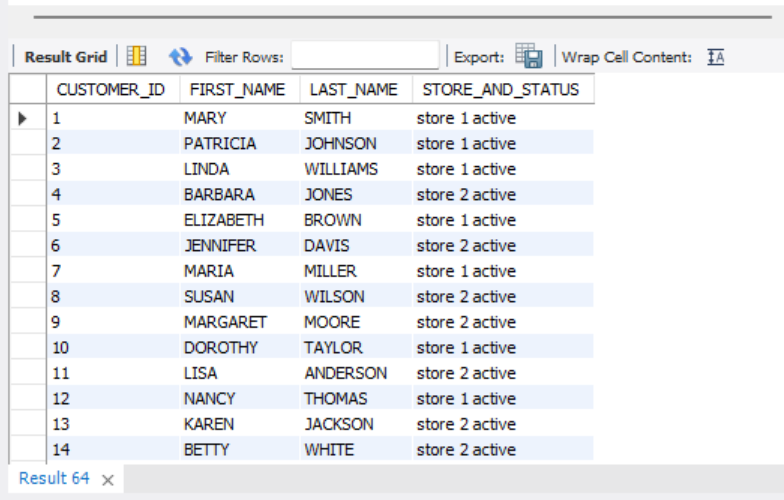 Result Grid Filter Rows: Export: Wrap Cell Content: IA
CUSTOMER_ID FIRST_NAME LAST_NAME STORE_AND_STATUS
1 MARY SMITH store 1 active
2 PATRICIA JOHNSON store 1 active
3 LINDA WILLIAMS store 1 active
4 BARBARA JONES store 2 active
5 ELIZABETH BROWN store 1 active
6 JENNIFER DAVIS store 2 active
7 MARIA MILLER store 1 active
8 SUSAN WILSON store 2 active
9 MARGARET MOORE store 2 active
10 DOROTHY TAYLOR store 1 active
11 LISA ANDERSON store 2 active
12 NANCY THOMAS store 1 active
13 KAREN JACKSON store 2 active
14 BETTY WHITE store 2 active
Result 64